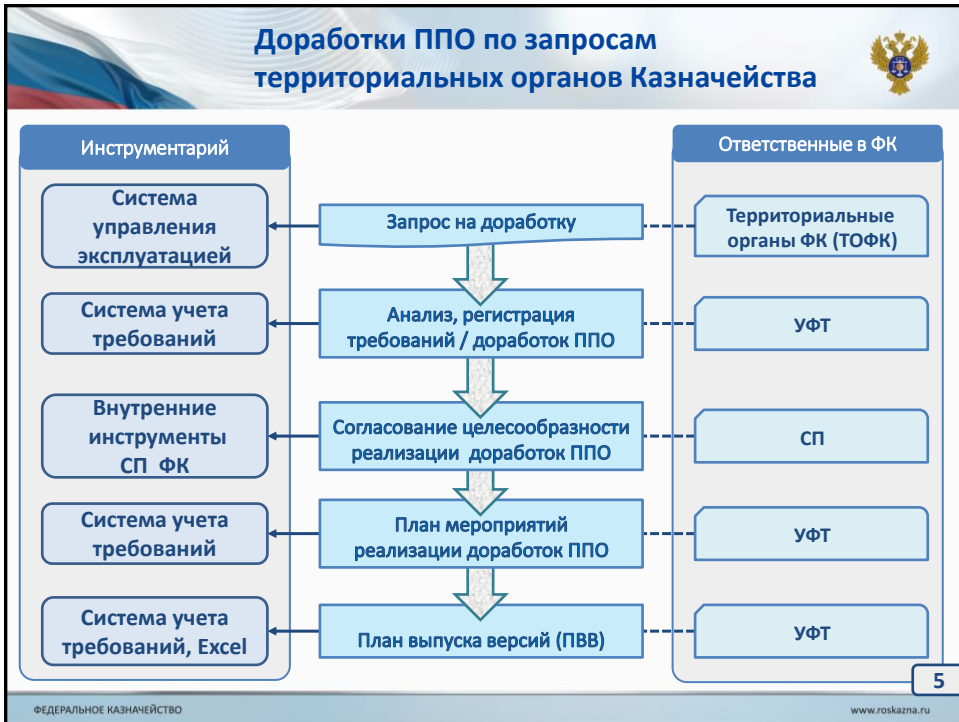 Доработки ППО по запросам
территориальных органов Казначейства
Инструментарий
Ответственные в ФК
Система
управления
эксплуатацией
Запрос на доработку
Территориальные
органы ФК (ТОФК)
Система учета
требований
Анализ, регистрация
требований / доработок ППО
УФТ
Внутренние
инструменты
СП ФК
Согласование целесообразности
реализации доработок ППО
СП
Система учета
требований
План мероприятий
реализации доработок ППО
УФТ
Система учета
требований, Excel
План выпуска версий (ПВВ)
УФТ
5
ФЕДЕРАЛЬНОЕ КАЗНАЧЕЙСТВО
www.roskazna.ru